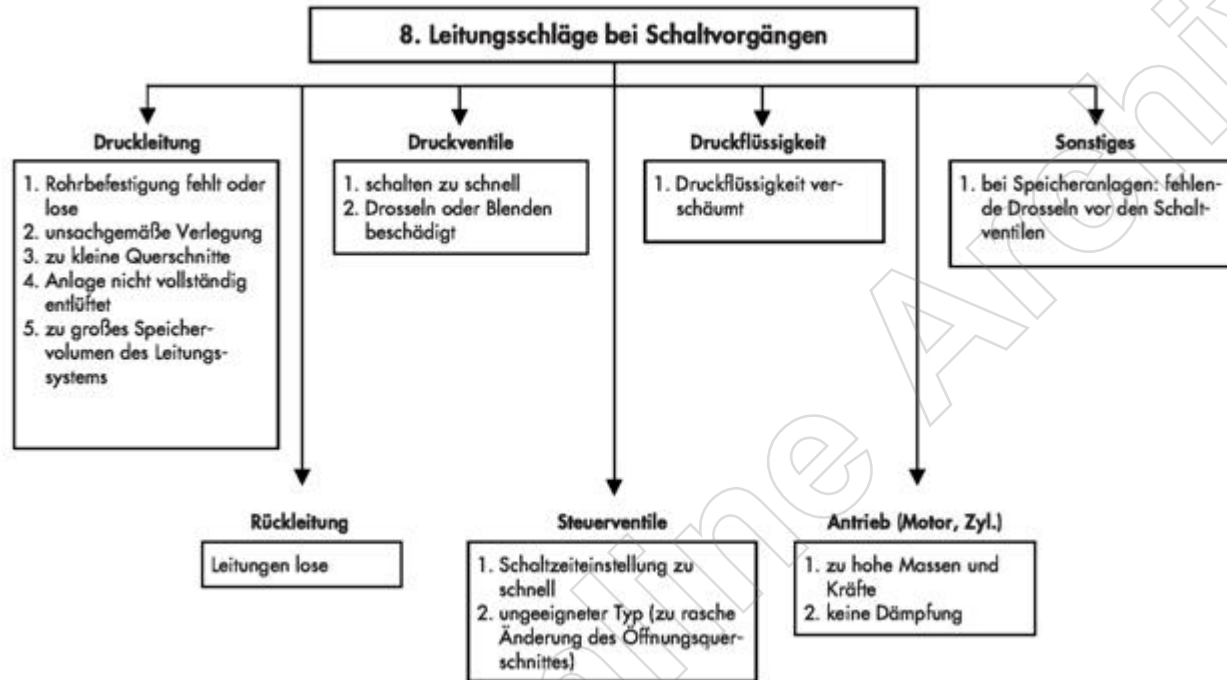 8. Leitungsschläge bei Schaltvorgängen
Druckleitung
1. Rohrbefestigung fehlt oder
lose
2. unsachgemäße Verlegung
3. zu kleine Querschnitte
4. Anlage nicht vollständig
entlüftet
5. zu großes Speicher-
volumen des Leitungs-
systems
Druckventile
1. schalten zu schnell
2. Drosseln oder Blenden
beschädigt
Druckflüssigkeit
1. Druckflüssigkeit ver-
schäumt
Sonstiges
1. bei Speicheranlagen: fehlen-
de Drosseln vor den Schalt-
ventilen
Rückleitung
Leitungen lose
Steuerventile
1. Schaltzeiteinstellung zu
schnell
2. ungeeigneter Typ (zu rasche
Änderung des Öffnungsquer-
schnittes)
Antrieb (Motor, Zyl.)
1. zu hohe Massen und
Kräfte
2. keine Dämpfung
nline Archi